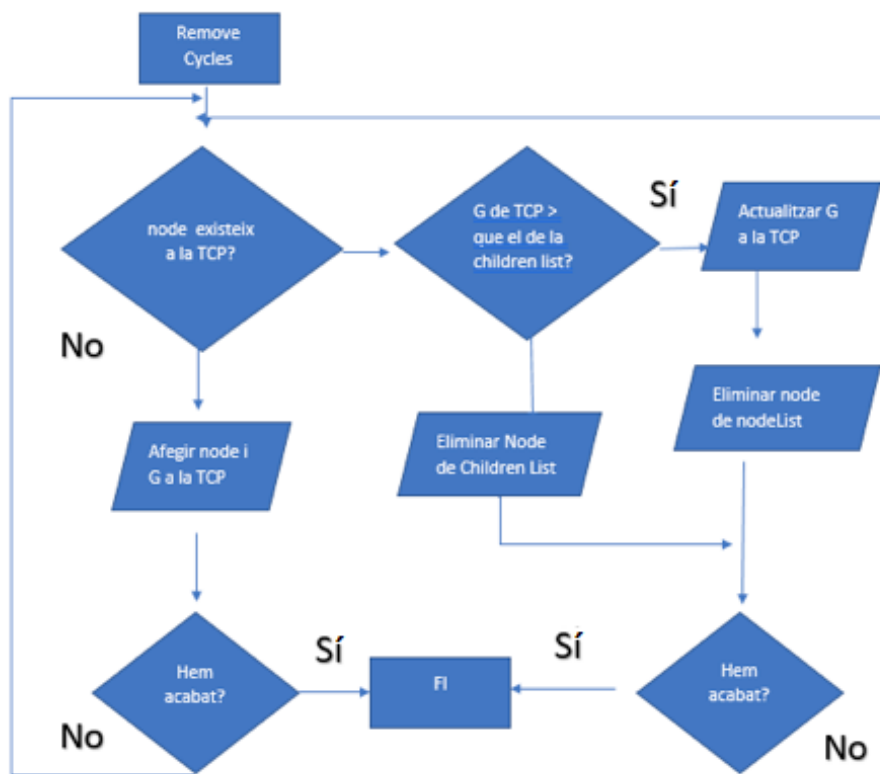 Remove
Cycles
node existeix
a la TCP?
G de TCP >
que el de la
children list?
Sí
Actualitzar G
a la TCP
No
Afegir node i
G a la TCP
Eliminar Node
de Children List
Eliminar node
de nodeList
Hem
acabat?
Sí
FI
Sí
Hem
acabat?
No
No